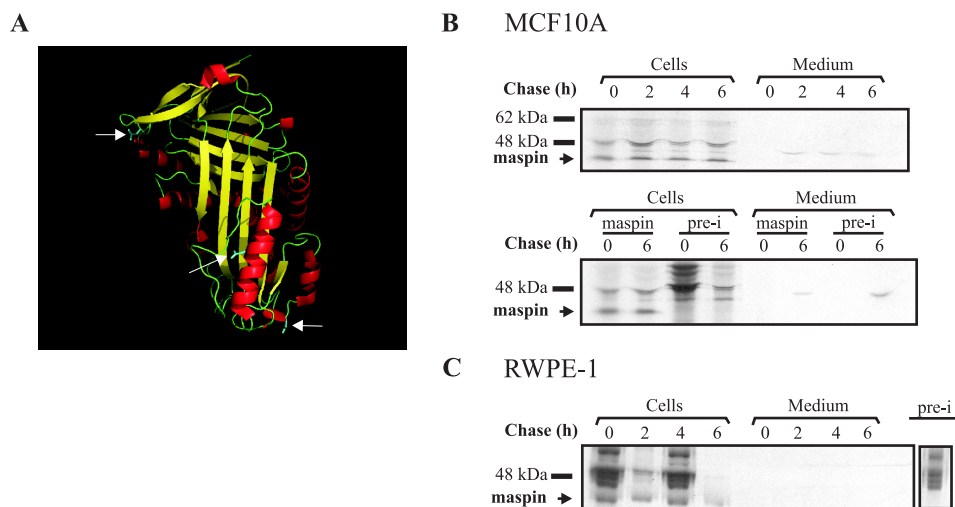 A
B MCF10A
Cells Medium
Chase (h) 0 2 4 6 0 2 4 6
62 kDa
48 kDa
maspin
Cells Medium
maspin pre-i maspin pre-i
Chase (h) 0 6 0 6 0 6 0 6
48 kDa
maspin
C RWPE-1
Cells Medium pre-i
Chase (h) 0 2 4 6 0 2 4 6
48 kDa
maspin